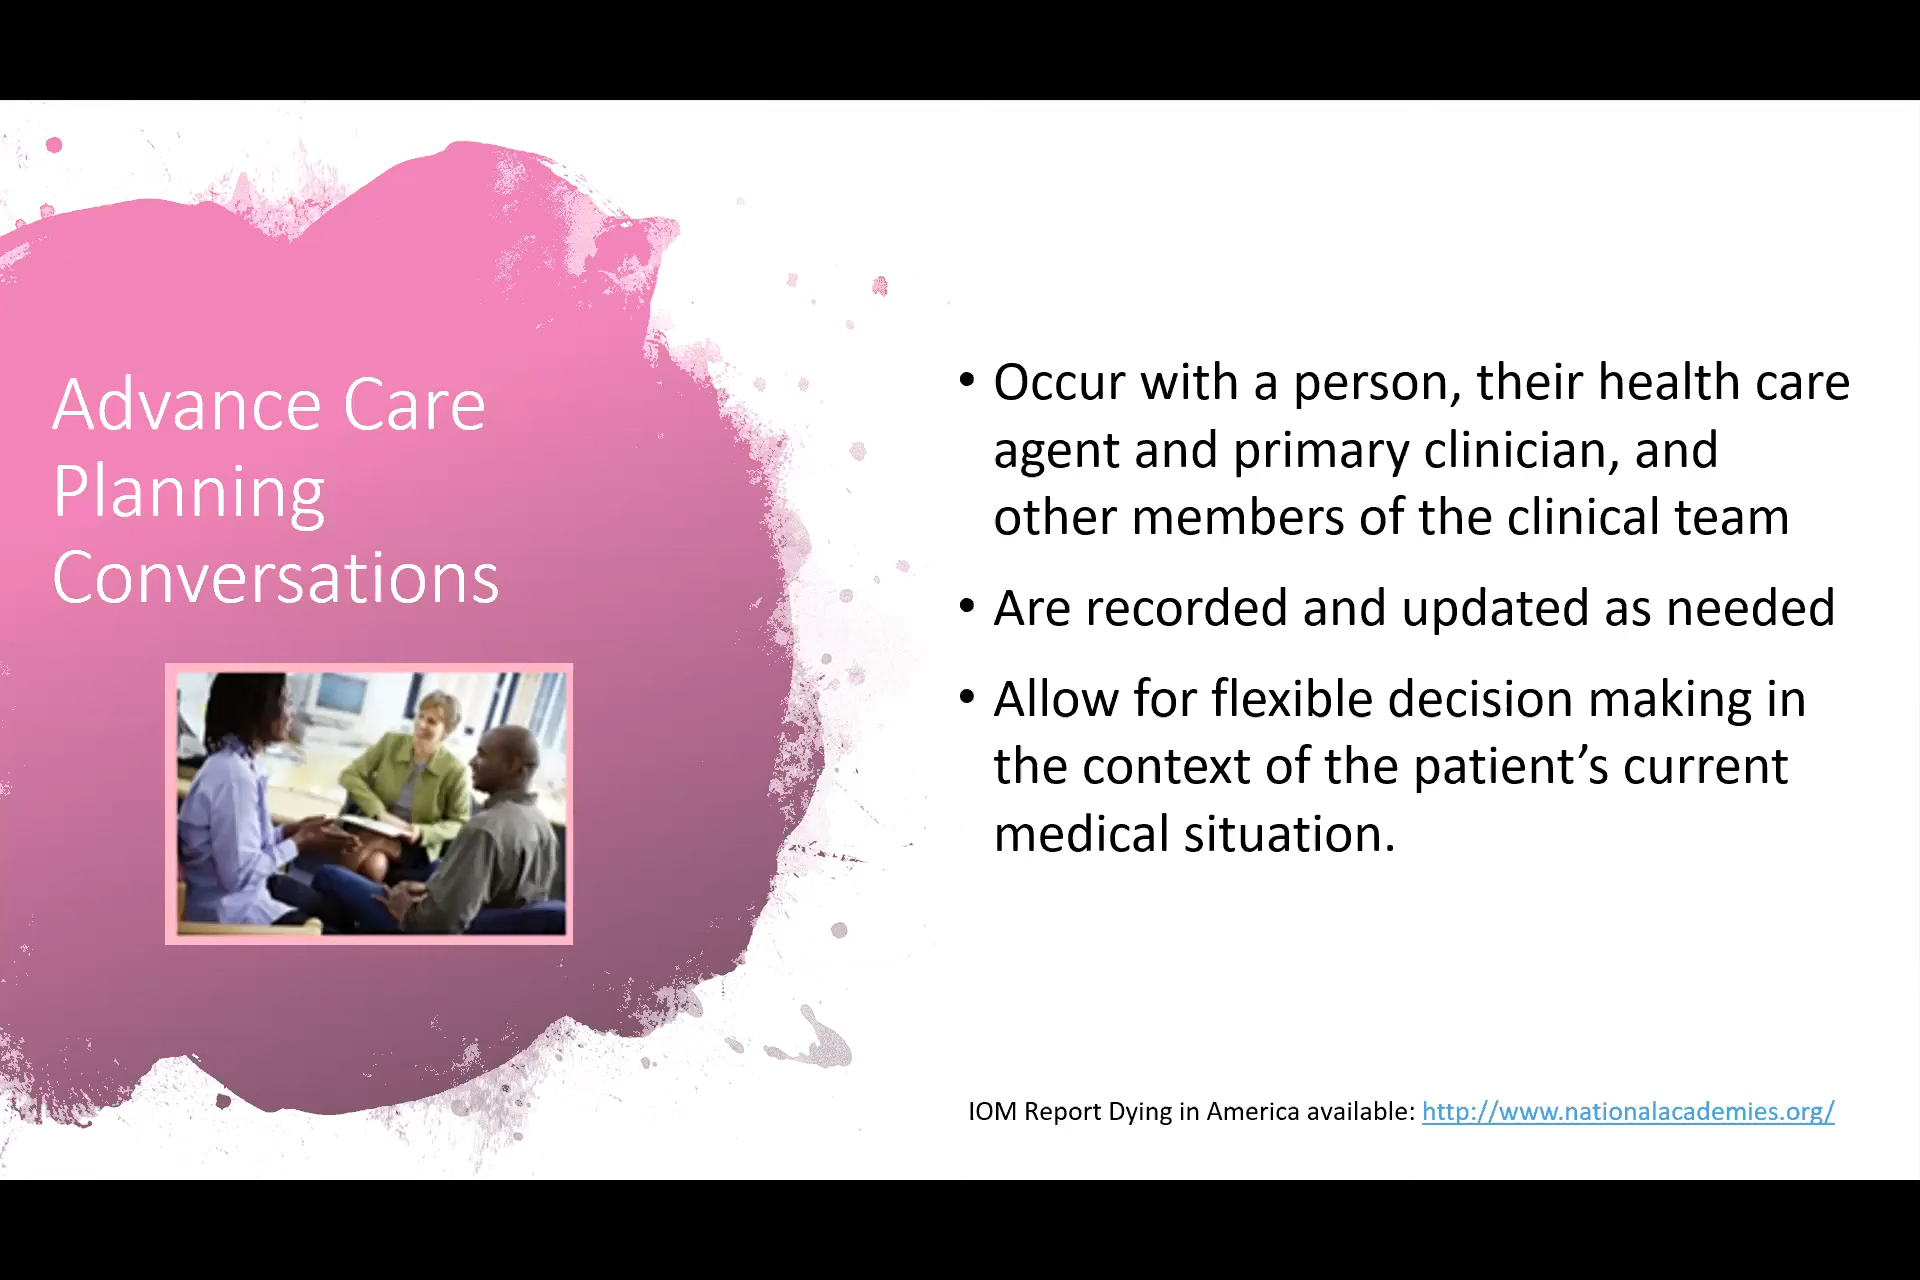 Advance Care
Planning
Conversations
• Occur with a person, their health care
agent and primary clinician, and
other members of the clinical team
• Are recorded and updated as needed
• Allow for flexible decision making in
the context of the patient’s current
medical situation.
IOM Report Dying in America available: http://www.nationalacademies.org/